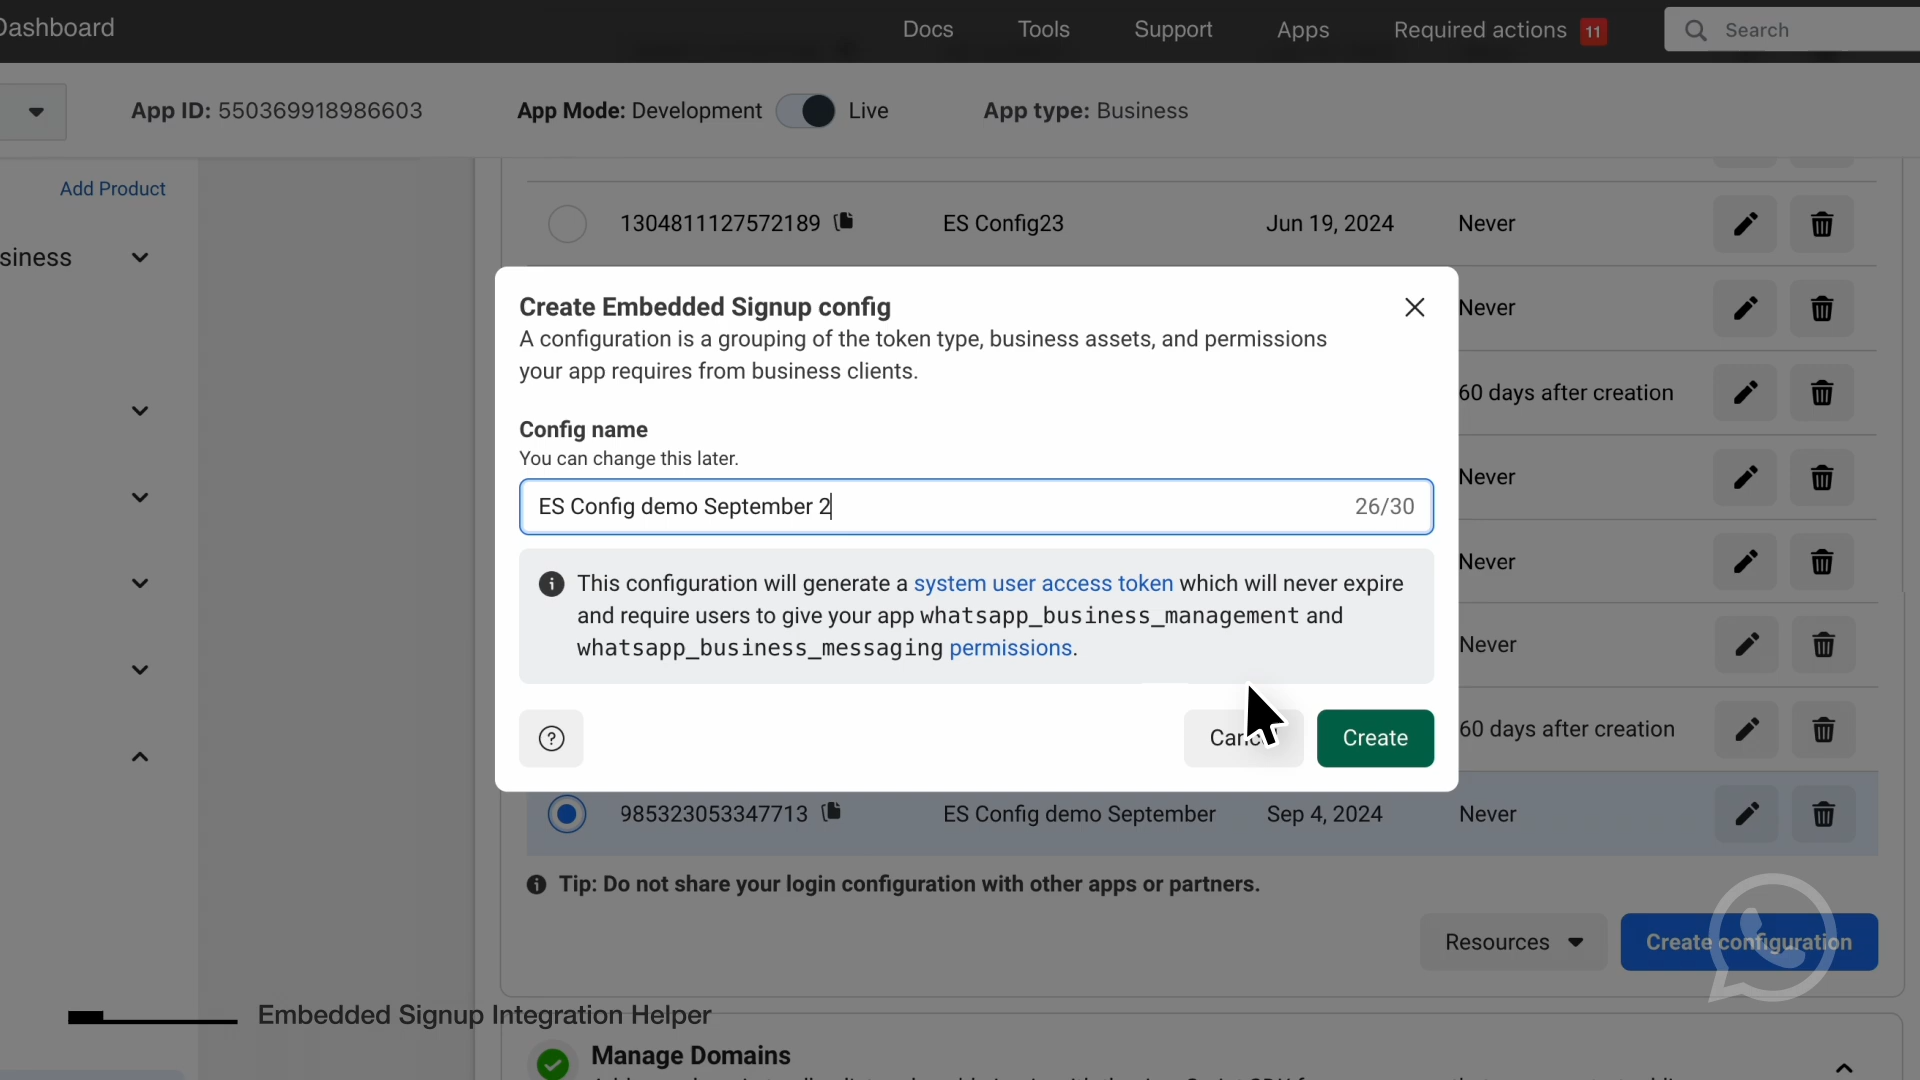 Dashboard
Docs
Tools
Support
Apps
Required actions 11
Search
App ID: 550369918986603
App Mode: Development
Live
App type: Business
Add Product
siness
1304811127572189
ES Config23
Jun 19, 2024
Never
Create Embedded Signup config
A configuration is a grouping of the token type, business assets, and permissions
your app requires from business clients.
Never
60 days after creation
Config name
You can change this later.
Never
ES Config demo September 2
26/30
Never
This configuration will generate a system user access token which will never expire
and require users to give your app whatsapp_business_management and
whatsapp_business_messaging permissions.
Never
60 days after creation
Create
985323053347713
ES Config demo September
Sep 4, 2024
Never
Tip: Do not share your login configuration with other apps or partners.
Resources
Create configuration
Embedded Signup Integration Helper
Manage Domains